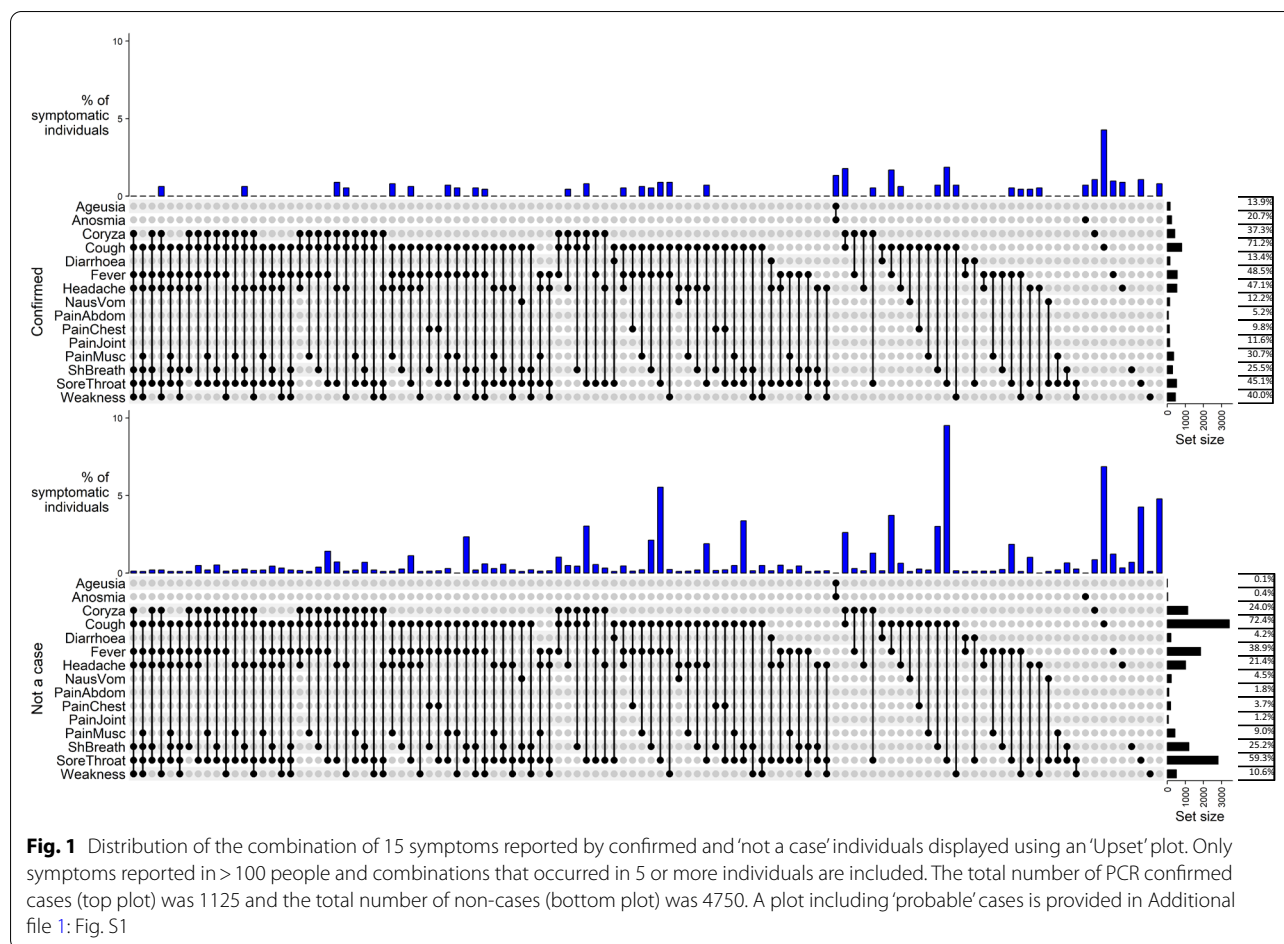 10
% of
symptomatic
individuals
5
0
Ageusia 13.9%
Anosmia 20.7%
Coryza 37.3%
Cough 71.2%
Diarrhoea 13.4%
Fever 48.5%
Headache 47.1%
NausVom 12.2%
PainAbdom 5.2%
PainChest 9.8%
PainJoint 11.6%
PainMusc 30.7%
ShBreath 25.5%
SoreThroat 45.1%
Weakness 40.0%
Confirmed
0 1000 2000 3000
Set size
10
% of
symptomatic
individuals
5
0
Ageusia 0.1%
Anosmia 0.4%
Coryza 24.0%
Cough 72.4%
Diarrhoea 4.2%
Fever 38.9%
Headache 21.4%
NausVom 4.5%
PainAbdom 1.8%
PainChest 3.7%
PainJoint 1.2%
PainMusc 9.0%
ShBreath 25.2%
SoreThroat 59.3%
Weakness 10.6%
Not a case
0 1000 2000 3000
Set size
Fig. 1 Distribution of the combination of 15 symptoms reported by confirmed and ‘not a case’ individuals displayed using an ‘Upset’ plot. Only
symptoms reported in > 100 people and combinations that occurred in 5 or more individuals are included. The total number of PCR confirmed
cases (top plot) was 1125 and the total number of non-cases (bottom plot) was 4750. A plot including ‘probable’ cases is provided in Additional
file 1: Fig. S1